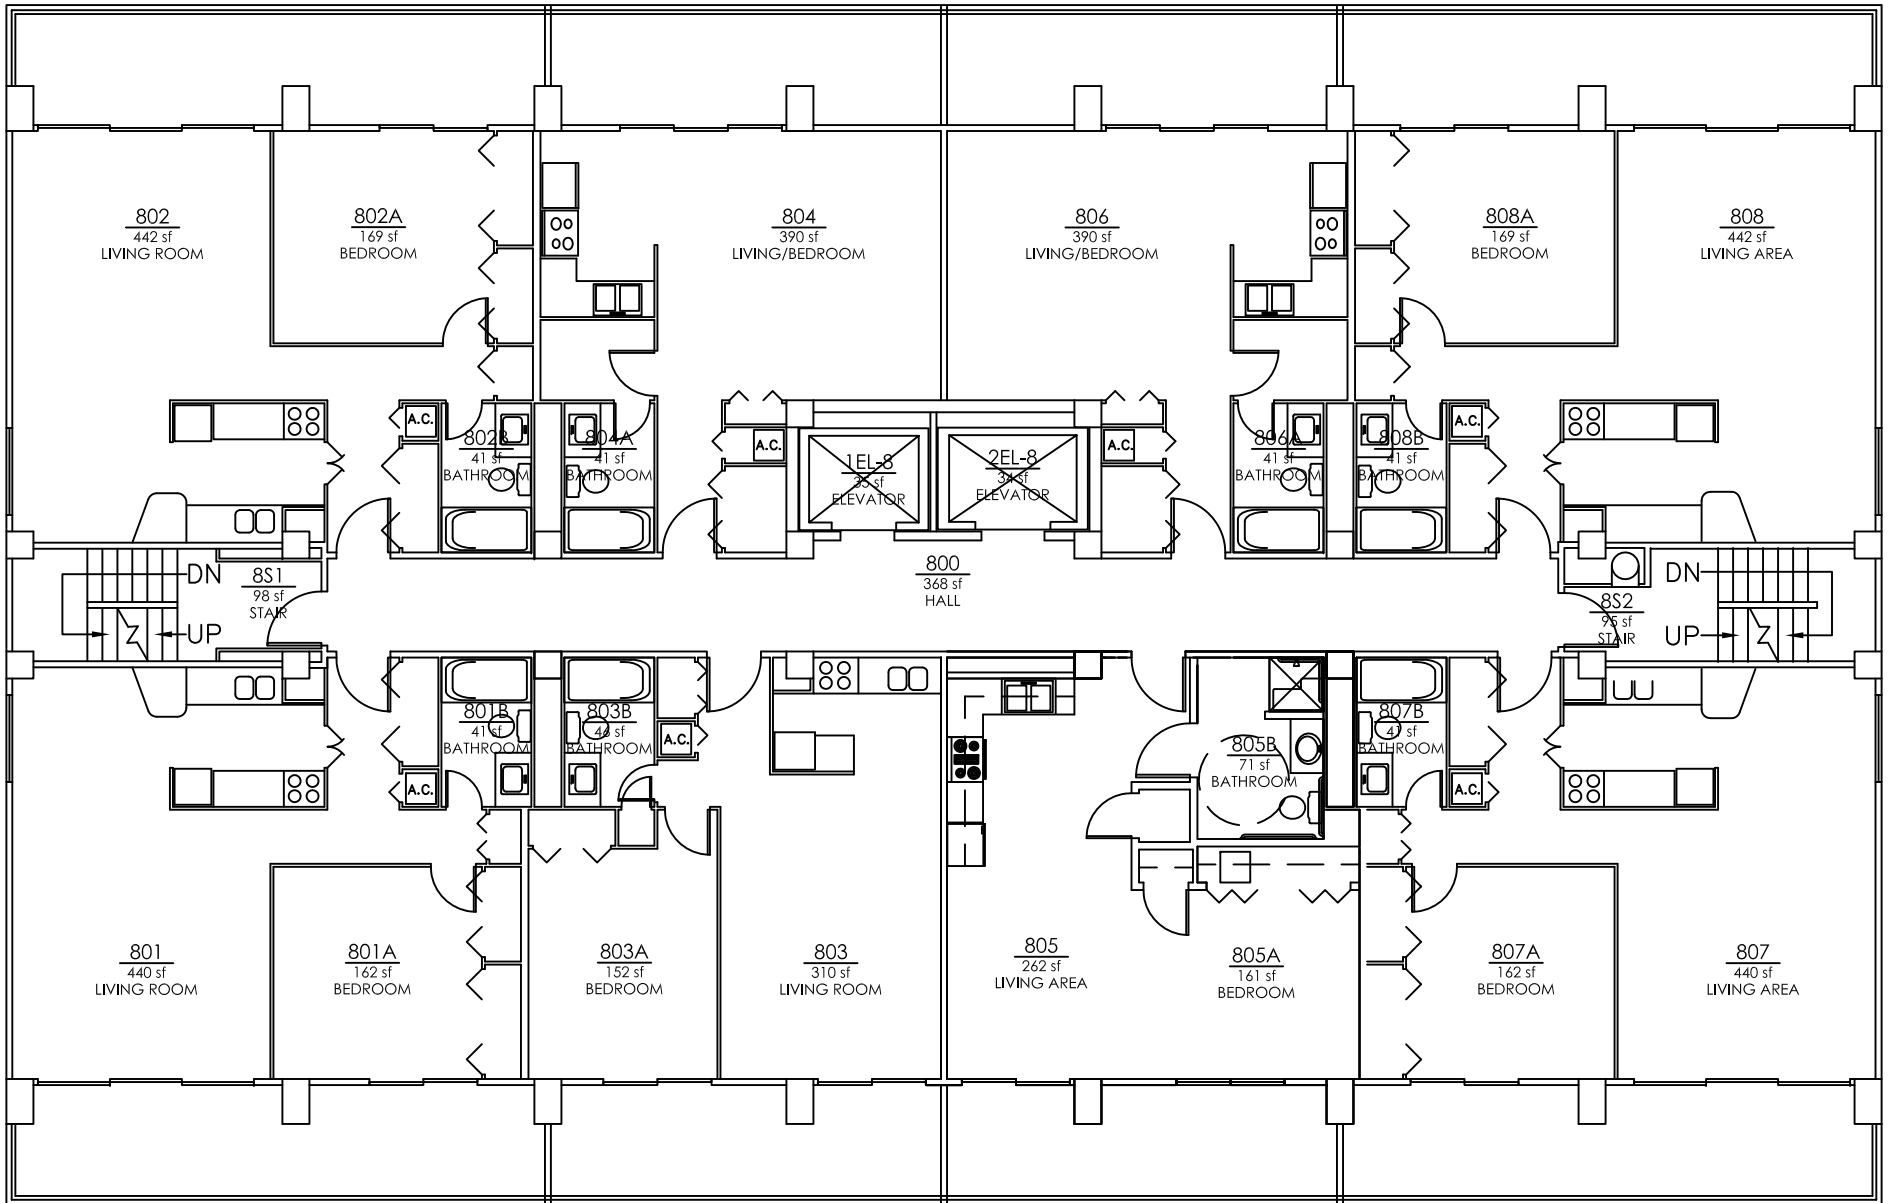 802
442 sf
LIVING ROOM
802A
169 sf
BEDROOM
804
390 sf
LIVING/BEDROOM
806
390 sf
LIVING/BEDROOM
808A
169 sf
BEDROOM
808
442 sf
LIVING AREA
A.C.
802B
41 sf
BATHROOM
804A
41 sf
BATHROOM
A.C.
1EL-8
35 sf
ELEVATOR
2EL-8
34 sf
ELEVATOR
A.C.
806A
41 sf
BATHROOM
808B
41 sf
BATHROOM
A.C.
DN
UP
8S1
98 sf
STAIR
800
368 sf
HALL
8S2
95 sf
STAIR
DN
UP
801B
41 sf
BATHROOM
A.C.
803B
46 sf
BATHROOM
A.C.
805B
71 sf
BATHROOM
807B
41 sf
BATHROOM
A.C.
801
440 sf
LIVING ROOM
801A
162 sf
BEDROOM
803A
152 sf
BEDROOM
803
310 sf
LIVING ROOM
805
262 sf
LIVING AREA
805A
161 sf
BEDROOM
807A
162 sf
BEDROOM
807
440 sf
LIVING AREA